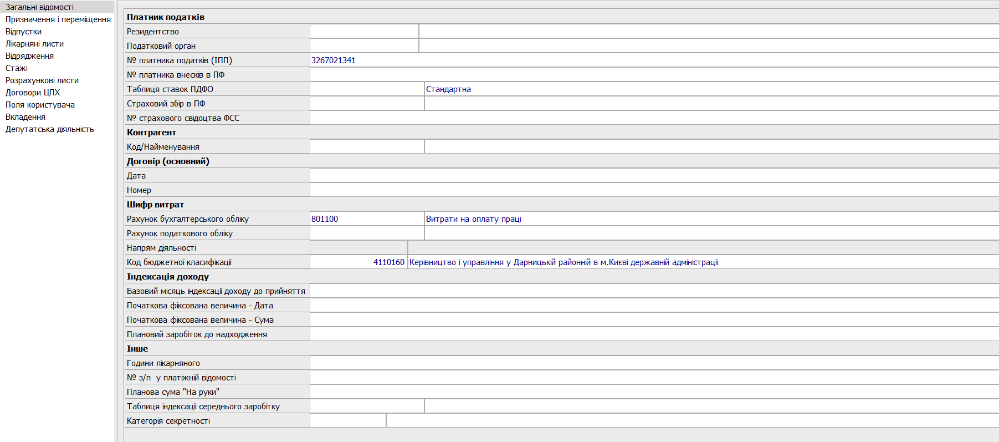 Загальні відомості
Призначення і переміщення
Відпустки
Лікарняні листи
Відрядження
Стажі
Розрахункові листи
Договори ЦПХ
Поля користувача
Вкладення
Депутатська діяльність
Платник податків
Резидентство
Податковий орган
№ платника податків (ІПП) 3267021341
№ платника внесків в ПФ
Таблиця ставок ПДФО Стандартна
Страховий збір в ПФ
№ страхового свідоцтва ФСС
Контрагент
Код/Найменування
Договір (основний)
Дата
Номер
Шифр витрат
Рахунок бухгалтерського обліку 801100 Витрати на оплату праці
Рахунок податкового обліку
Напрям діяльності
Код бюджетної класифікації 4110160 Керівництво і управління у Дарницькій районній в м.Києві державній адміністрації
Індексація доходу
Базовий місяць індексації доходу до прийняття
Початкова фіксована величина - Дата
Початкова фіксована величина - Сума
Плановий заробіток до надходження
Інше
Години лікарняного
№ з/п  у платіжній відомості
Планова сума "На руки"
Таблиця індексації середнього заробітку
Категорія секретності